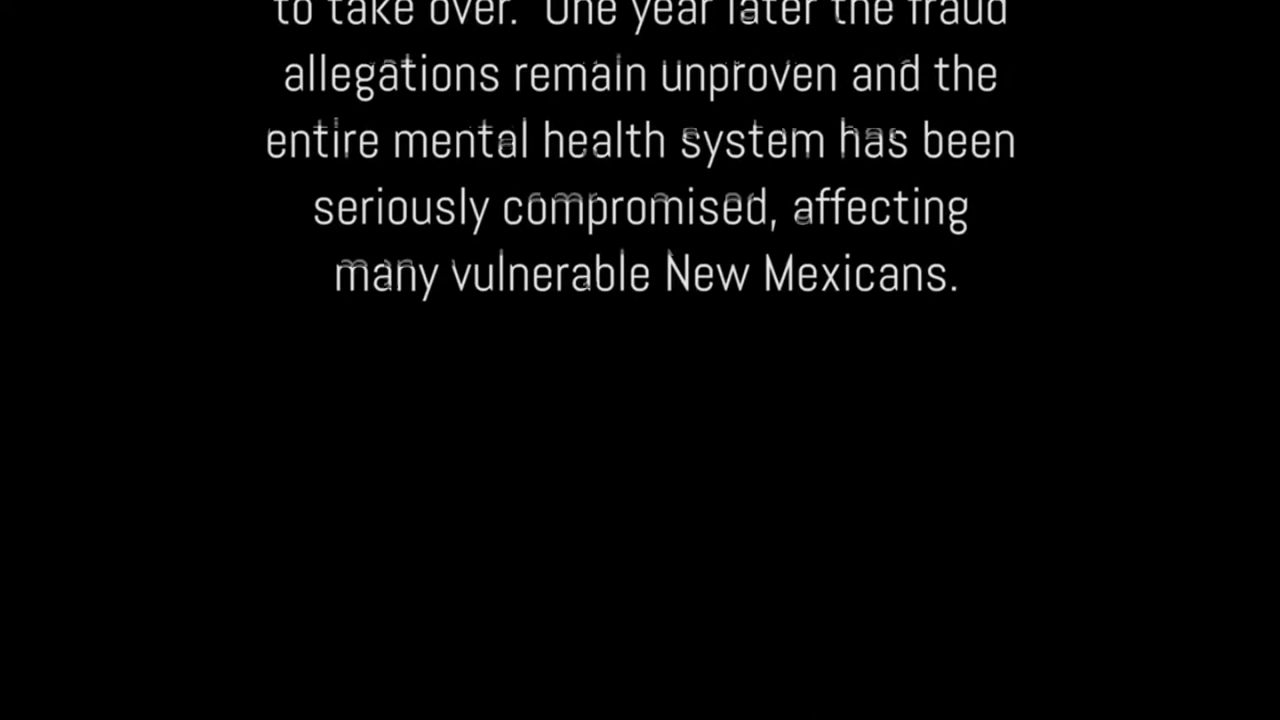 to take over. One year later the fraud
allegations remain unproven and the
entire mental health system has been
seriously compromised, affecting
many vulnerable New Mexicans.